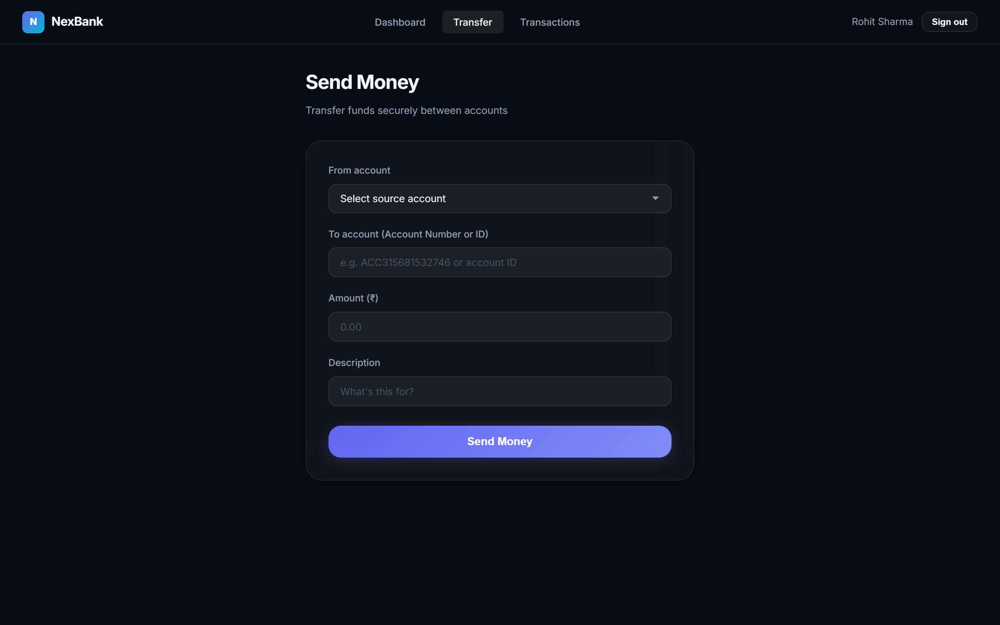 N NexBank
Dashboard
Transfer
Transactions
Rohit Sharma
Sign out
Send Money
Transfer funds securely between accounts
From account
Select source account
To account (Account Number or ID)
e.g. ACC315681532746 or account ID
Amount (₹)
0.00
Description
What's this for?
Send Money